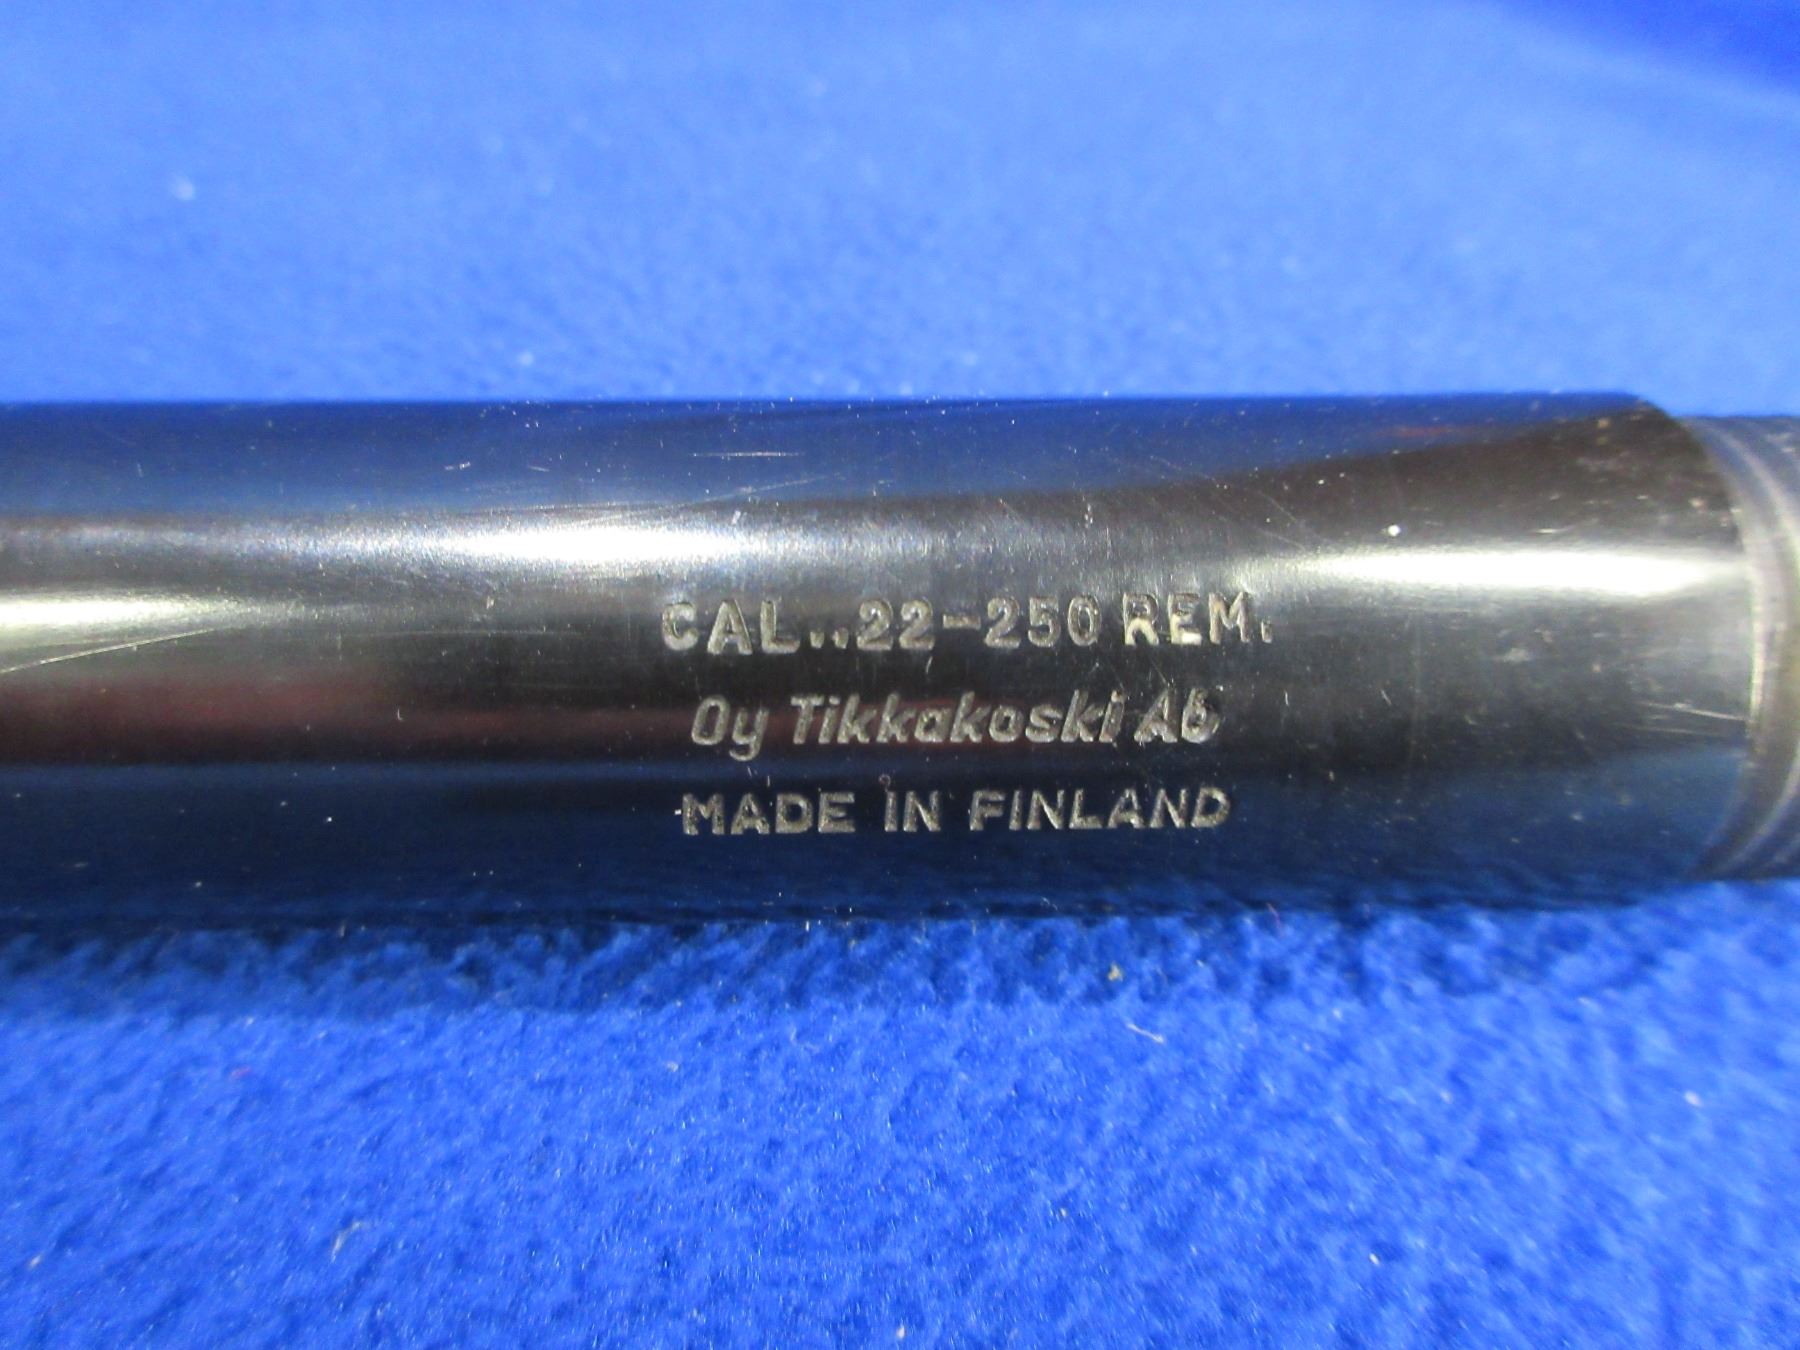 CAL..22-250 REM.
Oy Tikkakoski Ab
MADE IN FINLAND